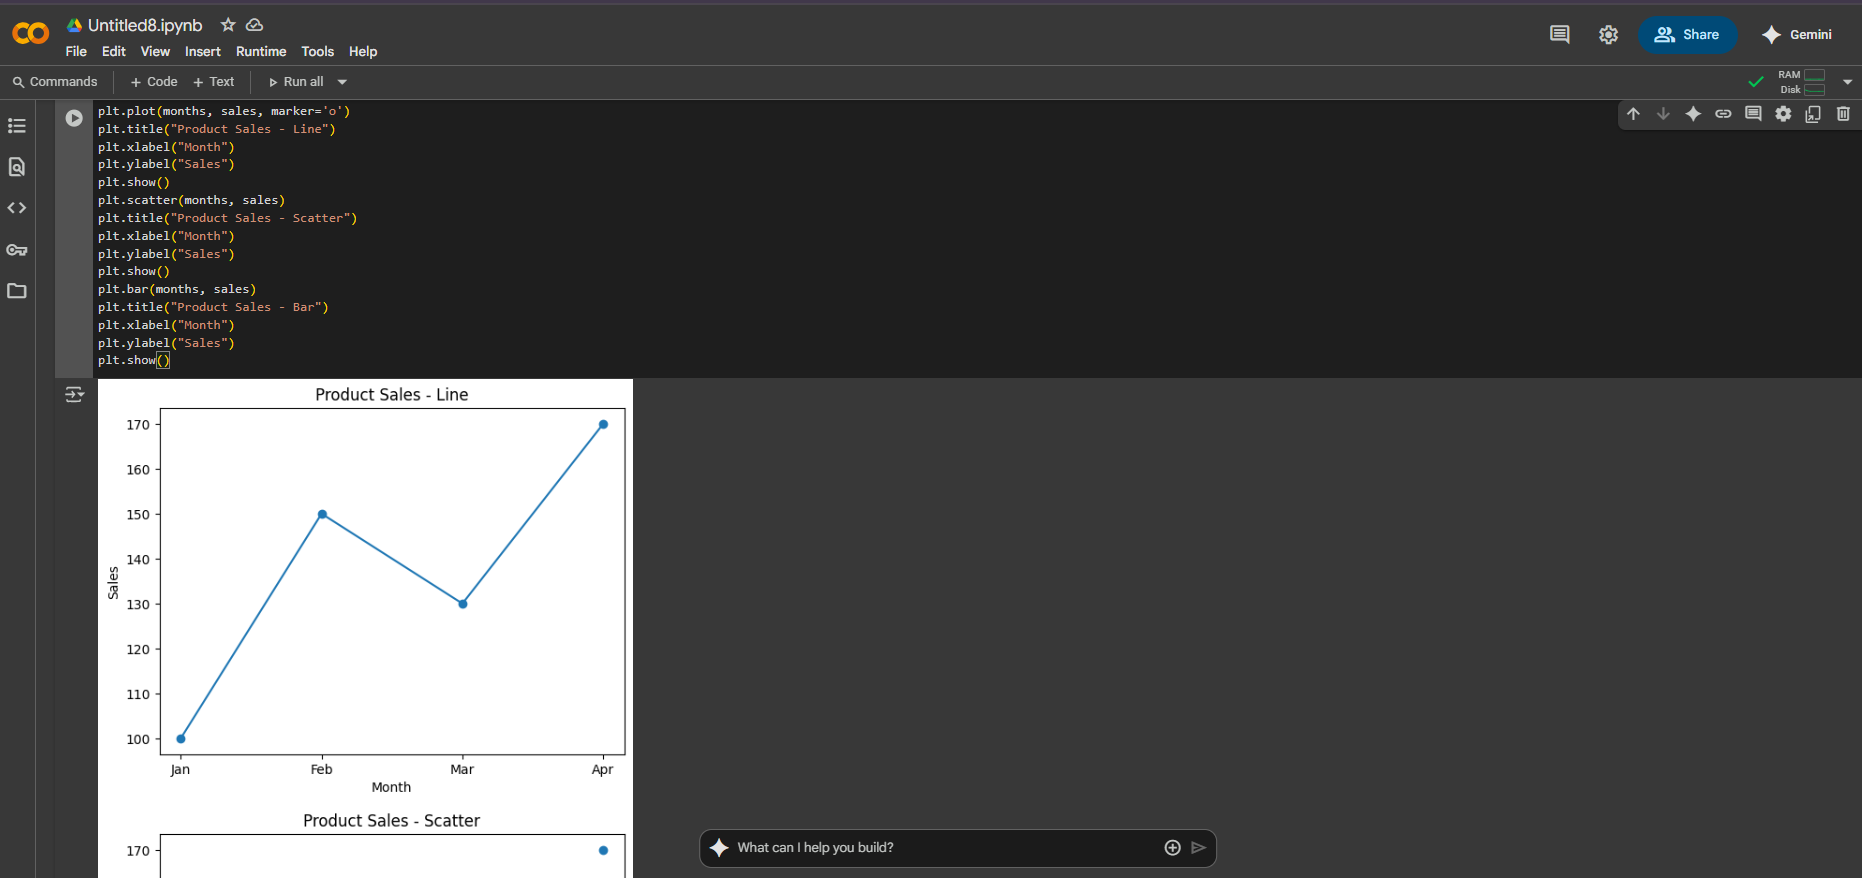 Untitled8.ipynb
File Edit View Insert Runtime Tools Help
Share
Gemini
Commands + Code + Text Run all
RAM
Disk
plt.plot(months, sales, marker='o')
plt.title("Product Sales - Line")
plt.xlabel("Month")
plt.ylabel("Sales")
plt.show()
plt.scatter(months, sales)
plt.title("Product Sales - Scatter")
plt.xlabel("Month")
plt.ylabel("Sales")
plt.show()
plt.bar(months, sales)
plt.title("Product Sales - Bar")
plt.xlabel("Month")
plt.ylabel("Sales")
plt.show()
Product Sales - Line
170
160
150
140
130
120
110
100
Sales
Jan Feb Mar Apr
Month
Product Sales - Scatter
170
What can I help you build?